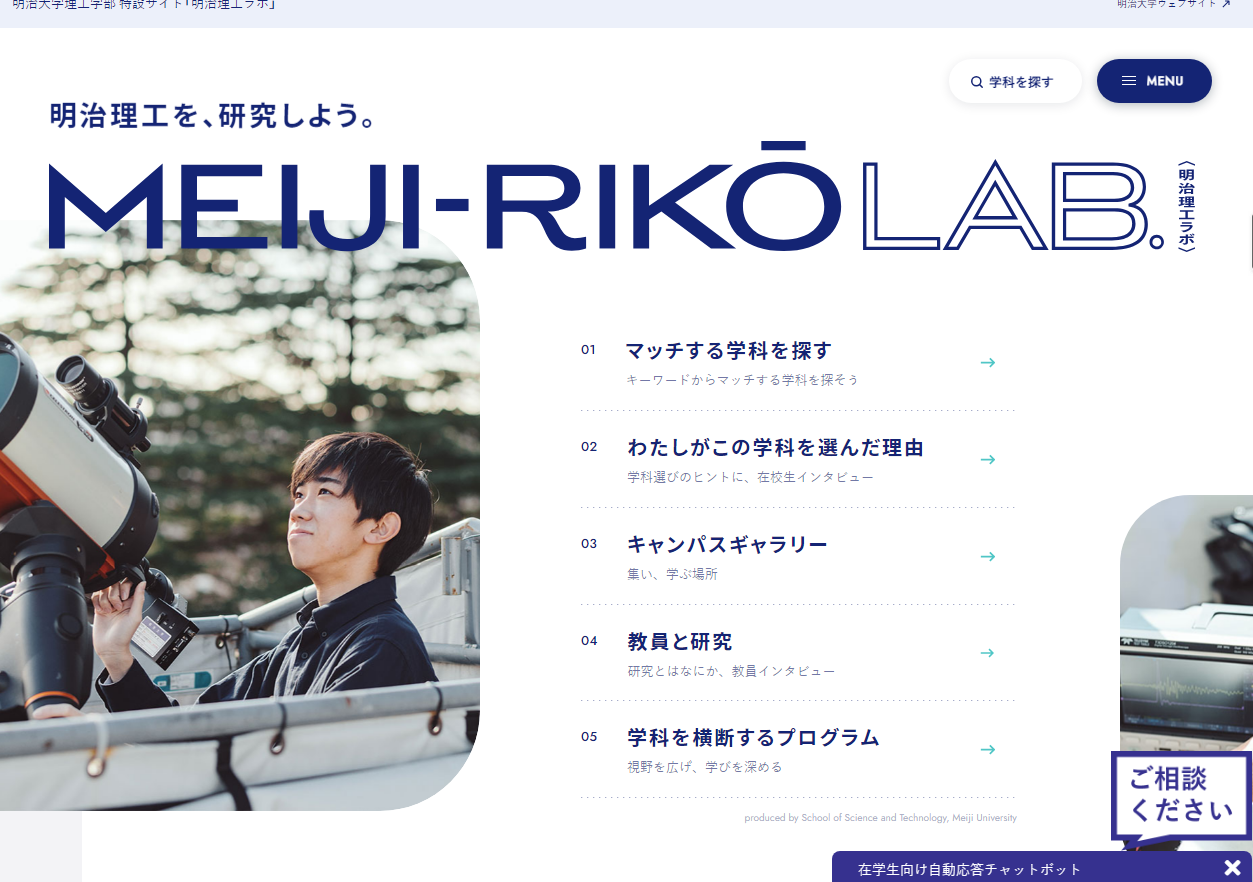 明治大学理工学部 特設サイト「明治理工ラボ」
明治大学ウェブサイト
学科を探す
MENU
明治理工を、研究しよう。
MEIJI-RIKŌ LAB.
〈明治理工ラボ〉
01
マッチする学科を探す
キーワードからマッチする学科を探そう
02
わたしがこの学科を選んだ理由
学科選びのヒントに、在校生インタビュー
03
キャンパスギャラリー
集い、学ぶ場所
04
教員と研究
研究とはなにか、教員インタビュー
05
学科を横断するプログラム
視野を広げ、学びを深める
produced by School of Science and Technology, Meiji University
ご相談
ください
在学生向け自動応答チャットボット